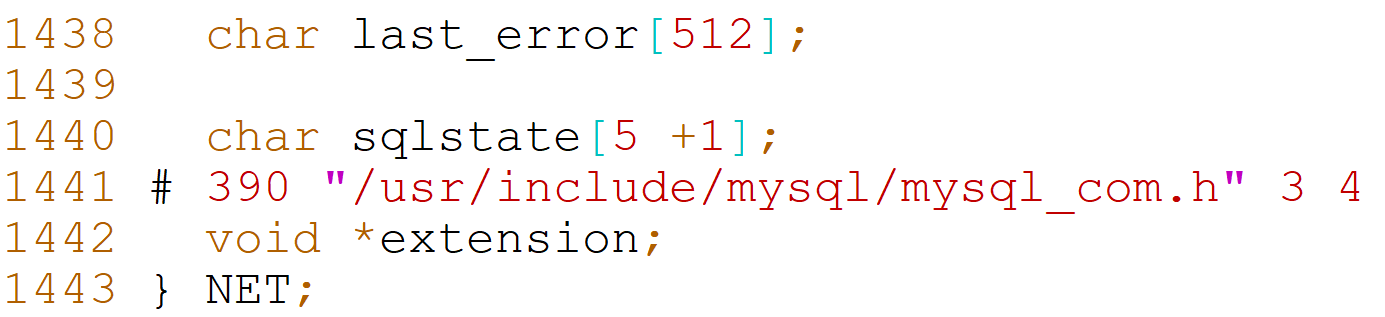 1438   char last_error[512];
1439
1440   char sqlstate[5 +1];
1441 # 390 "/usr/include/mysql/mysql_com.h" 3 4
1442   void *extension;
1443 } NET;